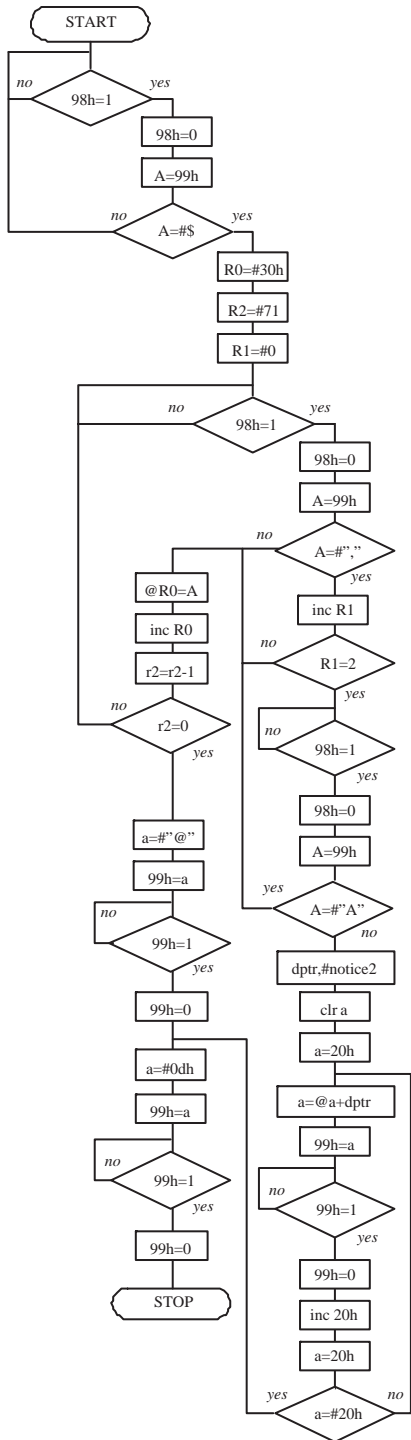 START
no
yes
98h=1
98h=0
A=99h
no
yes
A=#$
R0=#30h
R2=#71
R1=#0
no
yes
98h=1
98h=0
A=99h
no
A=#”,”
yes
@R0=A
inc R0
r2=r2-1
no
r2=0
yes
inc R1
no
R1=2
yes
no
98h=1
yes
98h=0
A=99h
yes
A=#”A”
no
a=#”@”
99h=a
no
99h=1
yes
99h=0
a=#0dh
99h=a
no
99h=1
yes
99h=0
STOP
dptr,#notice2
clr a
a=20h
a=@a+dptr
99h=a
no
99h=1
yes
99h=0
inc 20h
a=20h
yes
no
a=#20h